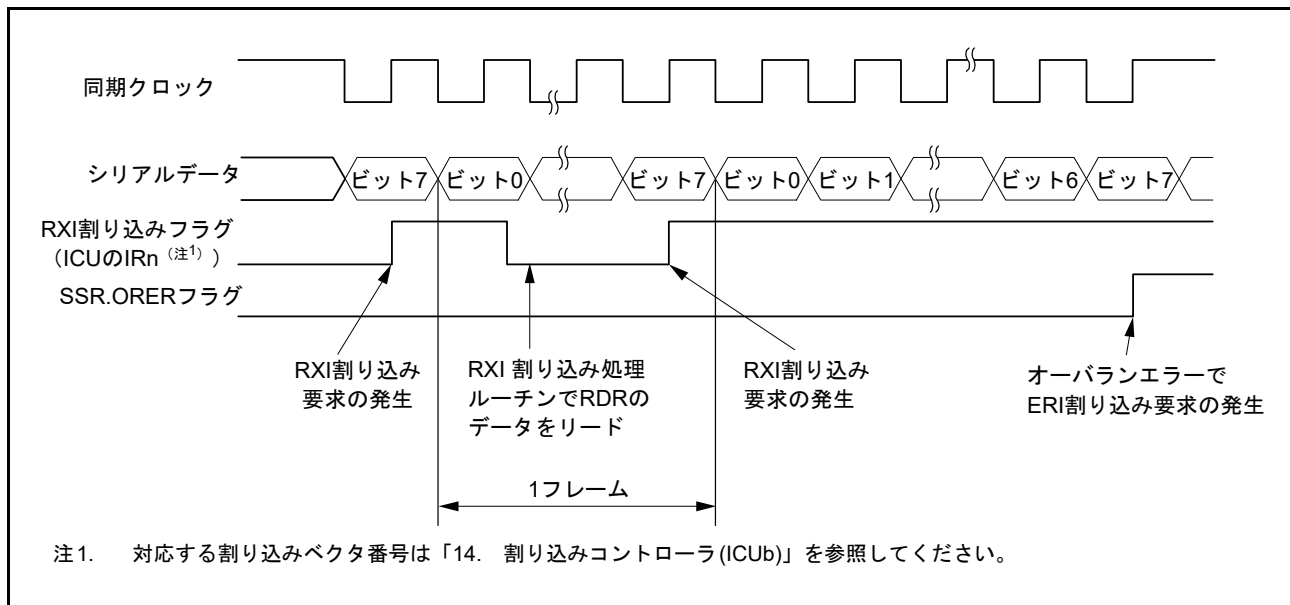 同期クロック
シリアルデータ
ビット7
ビット0
ビット7
ビット0
ビット1
ビット6
ビット7
RXI割り込みフラグ
(ICUのIRn (注1) )
SSR.ORERフラグ
RXI割り込み
要求の発生
RXI 割り込み処理
ルーチンでRDRの
データをリード
RXI割り込み
要求の発生
オーバランエラーで
ERI割り込み要求の発生
1フレーム
注1. 対応する割り込みベクタ番号は「14. 割り込みコントローラ(ICUb)」を参照してください。